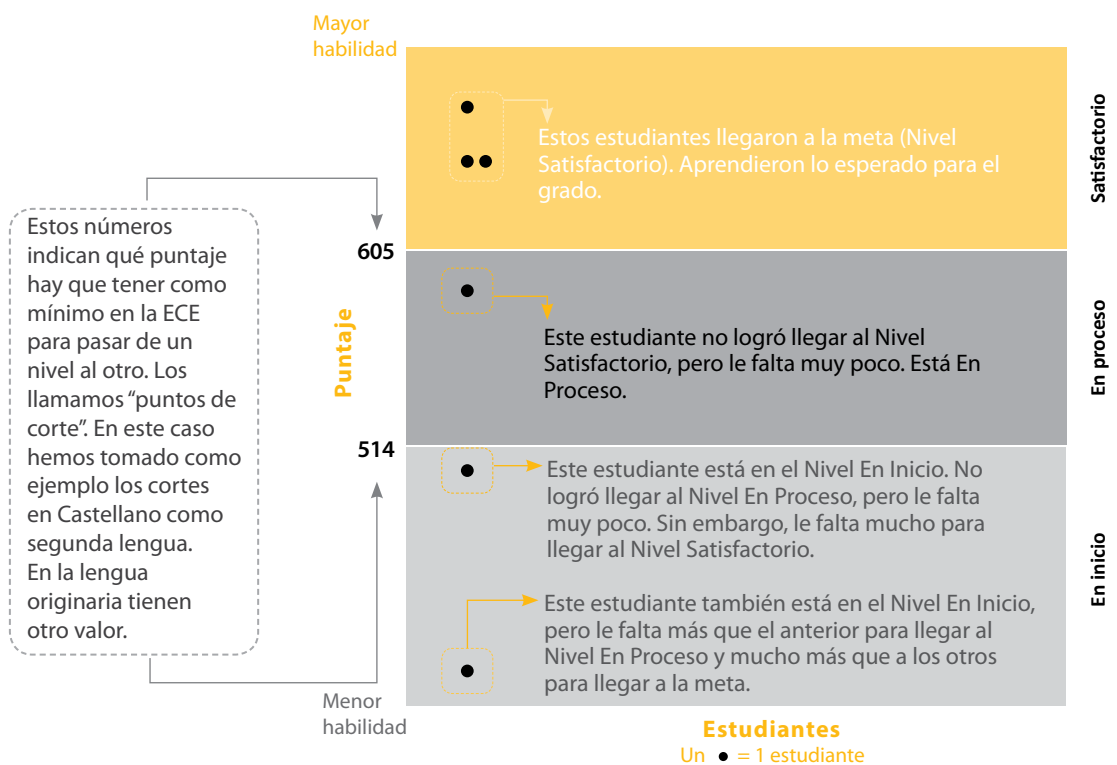 Mayor
habilidad
Estos estudiantes llegaron a la meta (Nivel
Satisfactorio). Aprendieron lo esperado para el
grado.
Satisfactorio
Estos números
indican qué puntaje
hay que tener como
mínimo en la ECE
para pasar de un
nivel al otro. Los
llamamos “puntos de
corte”. En este caso
hemos tomado como
ejemplo los cortes
en Castellano como
segunda lengua.
En la lengua
originaria tienen
otro valor.
605
Puntaje
Este estudiante no logró llegar al Nivel
Satisfactorio, pero le falta muy poco. Está En
Proceso.
En proceso
514
Este estudiante está en el Nivel En Inicio. No
logró llegar al Nivel En Proceso, pero le falta
muy poco. Sin embargo, le falta mucho para
llegar al Nivel Satisfactorio.
Este estudiante también está en el Nivel En Inicio,
pero le falta más que el anterior para llegar al
Nivel En Proceso y mucho más que a los otros
para llegar a la meta.
En inicio
Menor
habilidad
Estudiantes
Un ● = 1 estudiante